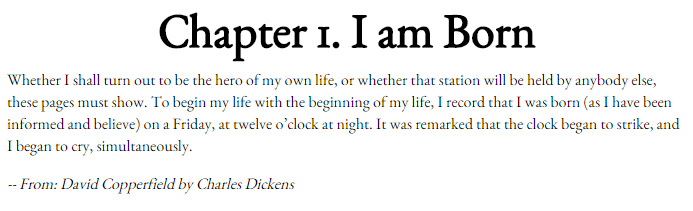 Chapter 1. I am Born
Whether I shall turn out to be the hero of my own life, or whether that station will be held by anybody else,
these pages must show. To begin my life with the beginning of my life, I record that I was born (as I have been
informed and believe) on a Friday, at twelve o’clock at night. It was remarked that the clock began to strike, and
I began to cry, simultaneously.
-- From: David Copperfield by Charles Dickens